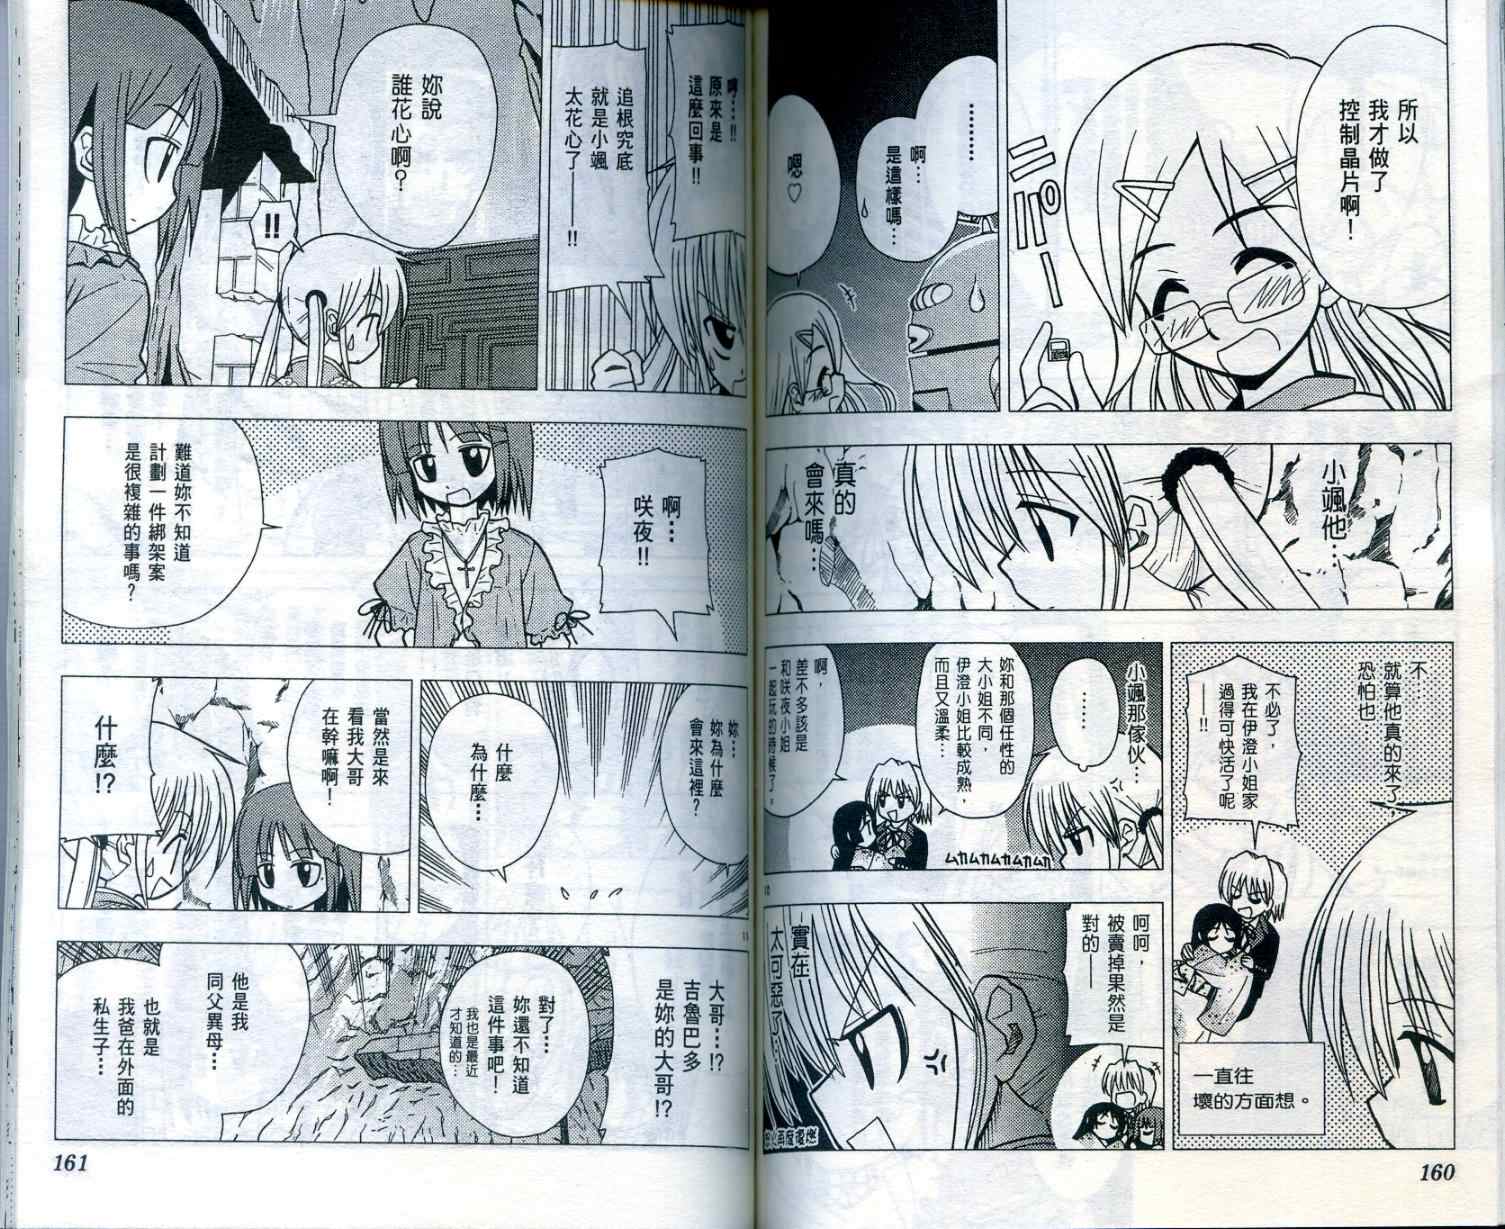 所以
我才做了
控制晶片啊！
………
啊…
是這樣嗎…
嗯♡
小颯他…
真的
會來嗎…
不…
就算他真的來了
恐怕也
不必了，
我在伊澄小姐家
過得可快活了呢
——!!
一直往
壞的方面想。
小颯那傢伙…
……
妳和那個任性的
大小姐不同，
伊澄小姐比較成熟，
而且又溫柔…
啊，
差不多該是
和咲夜小姐
一起玩的時候了。
ムカムカムカムカムカ
呵呵，
被賣掉果然是
對的——
實在
太可惡了…
160
哼…!!
原來是
這麼回事!!
追根究底
就是小颯
太花心了——!!
妳說
誰花心啊？
!!
啊…
咲夜!!
難道妳不知道
計劃一件綁架案
是很複雜的事嗎？
妳…
妳為什麼
會來這裡？
什麼
為什麼…
當然是來
看我大哥
在幹嘛啊！
什麼!?
大哥…!?
吉魯巴多
是妳的大哥!?
對了…
妳還不知道
這件事吧！
我也是最近
才知道的…
他是我
同父異母…
也就是
我爸在外面的
私生子…
161